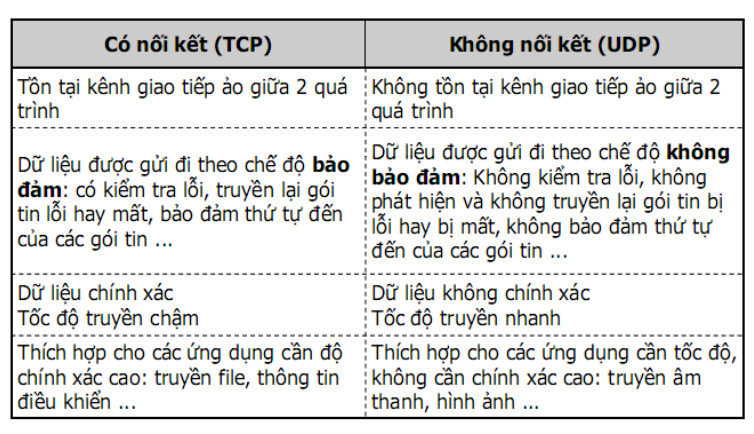 Có nối kết (TCP)
Không nối kết (UDP)
Tồn tại kênh giao tiếp ảo giữa 2 quá
trình
Không tồn tại kênh giao tiếp ảo giữa 2
quá trình
Dữ liệu được gửi đi theo chế độ bảo
đảm: có kiểm tra lỗi, truyền lại gói
tin lỗi hay mất, bảo đảm thứ tự đến
của các gói tin ...
Dữ liệu được gửi đi theo chế độ không
bảo đảm: Không kiểm tra lỗi, không
phát hiện và không truyền lại gói tin bị
lỗi hay bị mất, không bảo đảm thứ tự
đến của các gói tin ...
Dữ liệu chính xác
Tốc độ truyền chậm
Dữ liệu không chính xác
Tốc độ truyền nhanh
Thích hợp cho các ứng dụng cần độ
chính xác cao: truyền file, thông tin
điều khiển ...
Thích hợp cho các ứng dụng cần tốc độ,
không cần chính xác cao: truyền âm
thanh, hình ảnh ...